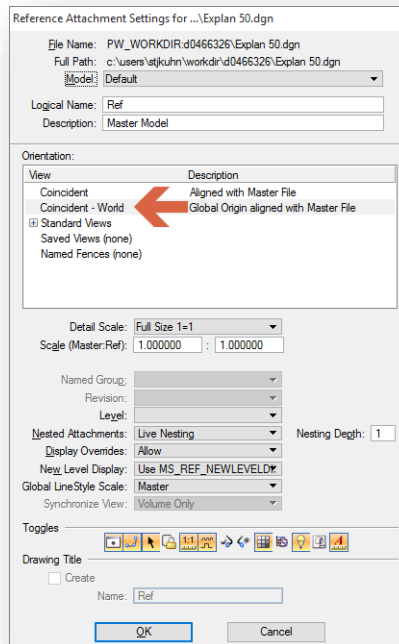 Reference Attachment Settings for ...\Explan 50.dgn
File Name: PW_WORKDIR:d0466326\Explan 50.dgn
Full Path: c:\users\stjkuhn\workdir\d0466326\Explan 50.dgn
Model: Default
Logical Name: Ref
Description: Master Model
Orientation:
View Description
Coincident Aligned with Master File
Coincident - World Global Origin aligned with Master File
Standard Views
Saved Views (none)
Named Fences (none)
Detail Scale: Full Size 1=1
Scale (Master:Ref): 1.000000 : 1.000000
Named Group:
Revision:
Level:
Nested Attachments: Live Nesting Nesting Depth: 1
Display Overrides: Allow
New Level Display: Use MS_REF_NEWLEVELDI
Global LineStyle Scale: Master
Synchronize View: Volume Only
Toggles
1:1
Drawing Title
Create
Name: Ref
OK Cancel